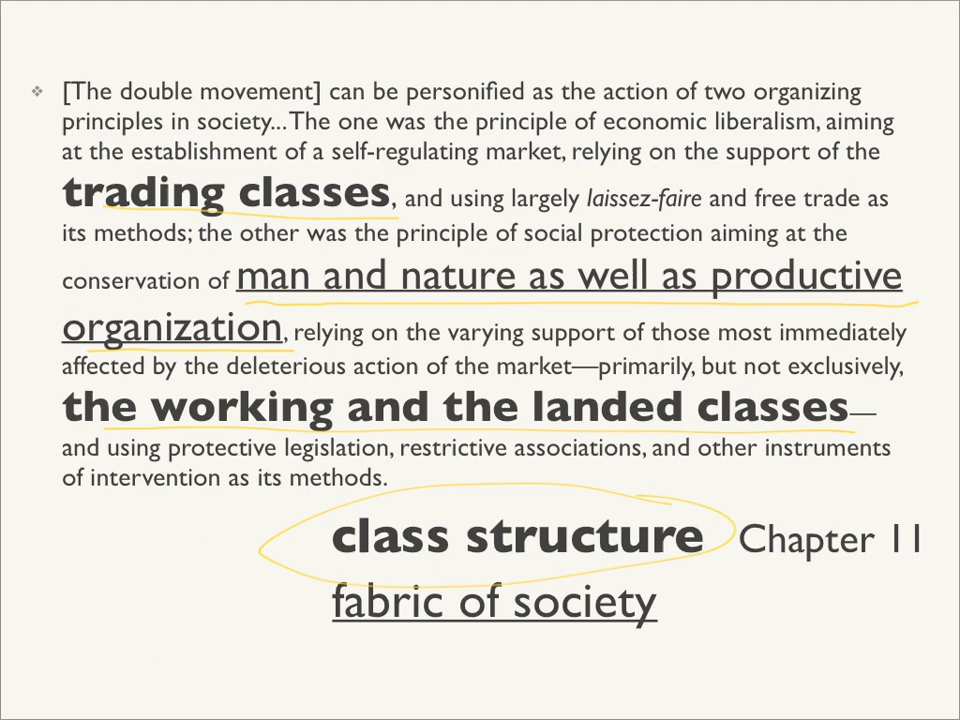 [The double movement] can be personified as the action of two organizing
principles in society... The one was the principle of economic liberalism, aiming
at the establishment of a self-regulating market, relying on the support of the
trading classes, and using largely laissez-faire and free trade as
its methods; the other was the principle of social protection aiming at the
conservation of man and nature as well as productive
organization, relying on the varying support of those most immediately
affected by the deleterious action of the market—primarily, but not exclusively,
the working and the landed classes—
and using protective legislation, restrictive associations, and other instruments
of intervention as its methods.
class structure Chapter 11
fabric of society